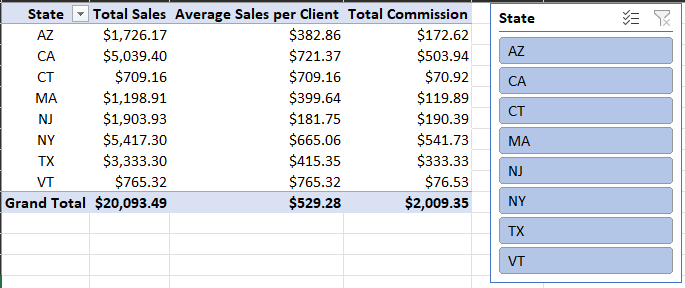 State Total Sales Average Sales per Client Total Commission
AZ $1,726.17 $382.86 $172.62
CA $5,039.40 $721.37 $503.94
CT $709.16 $709.16 $70.92
MA $1,198.91 $399.64 $119.89
NJ $1,903.93 $181.75 $190.39
NY $5,417.30 $665.06 $541.73
TX $3,333.30 $415.35 $333.33
VT $765.32 $765.32 $76.53
Grand Total $20,093.49 $529.28 $2,009.35
State
AZ
CA
CT
MA
NJ
NY
TX
VT